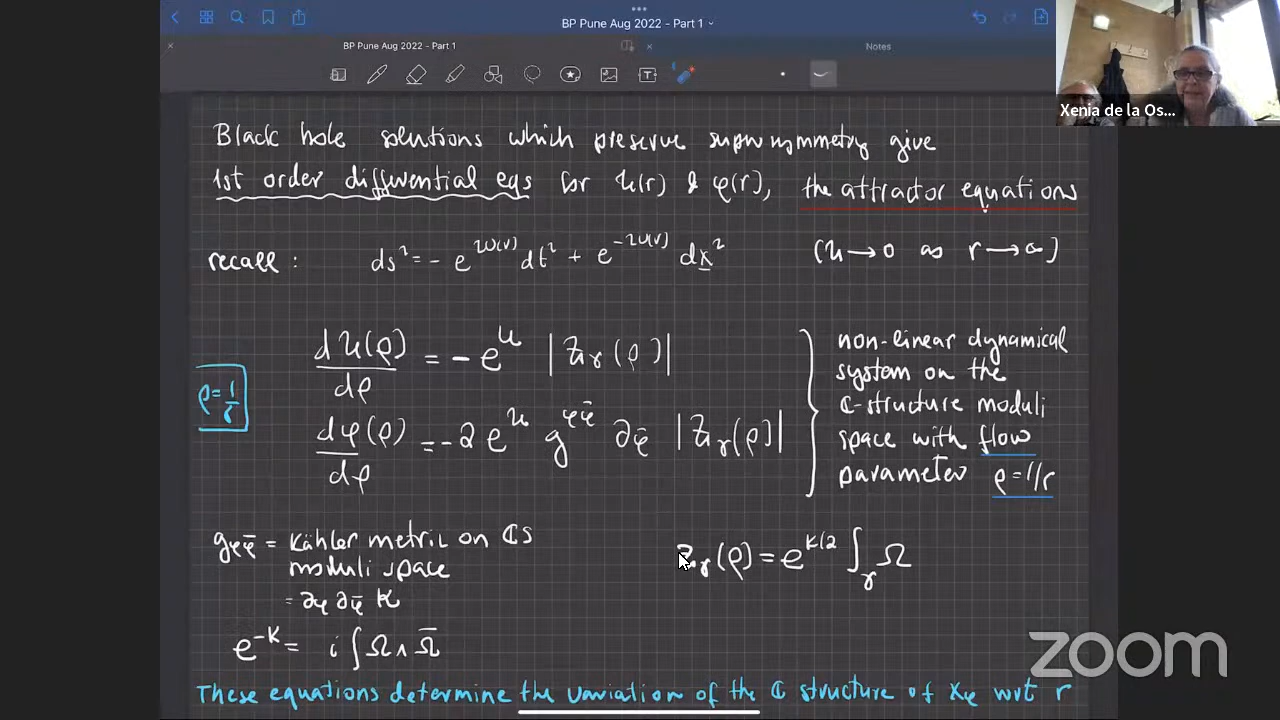 BP Pune Aug 2022 - Part 1
BP Pune Aug 2022 - Part 1
Notes
Xenia de la Os...
Black hole solutions which preserve supersymmetry give
1st order differential eqs for U(r) & φ(r), the attractor equations
recall: ds² = - e^{2U(r)} dt² + e^{-2U(r)} dx² (U → 0 as r → ∞)
ρ = 1/r
dU(ρ)/dρ = - e^U |Z_γ(ρ)|
dφ(ρ)/dρ = -2 e^U g^{φφ̄} ∂_φ̄ |Z_γ(ρ)|
non-linear dynamical
system on the
ℂ-structure moduli
space with flow
parameter ρ = 1/r
g_{φφ̄} = Kähler metric on ℂS
moduli space
= ∂_φ ∂_φ̄ K
Z_γ(ρ) = e^{K/2} ∫_γ Ω
e^{-K} = i ∫ Ω ∧ Ω̄
These equations determine the variation of the ℂ structure of X_φ wrt r
zoom